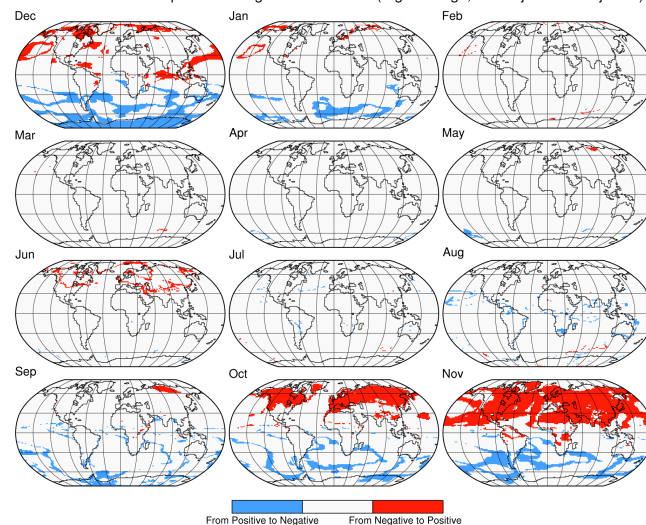 Dec
Jan
Feb
Mar
Apr
May
Jun
Jul
Aug
Sep
Oct
Nov
From Positive to Negative
From Negative to Positive